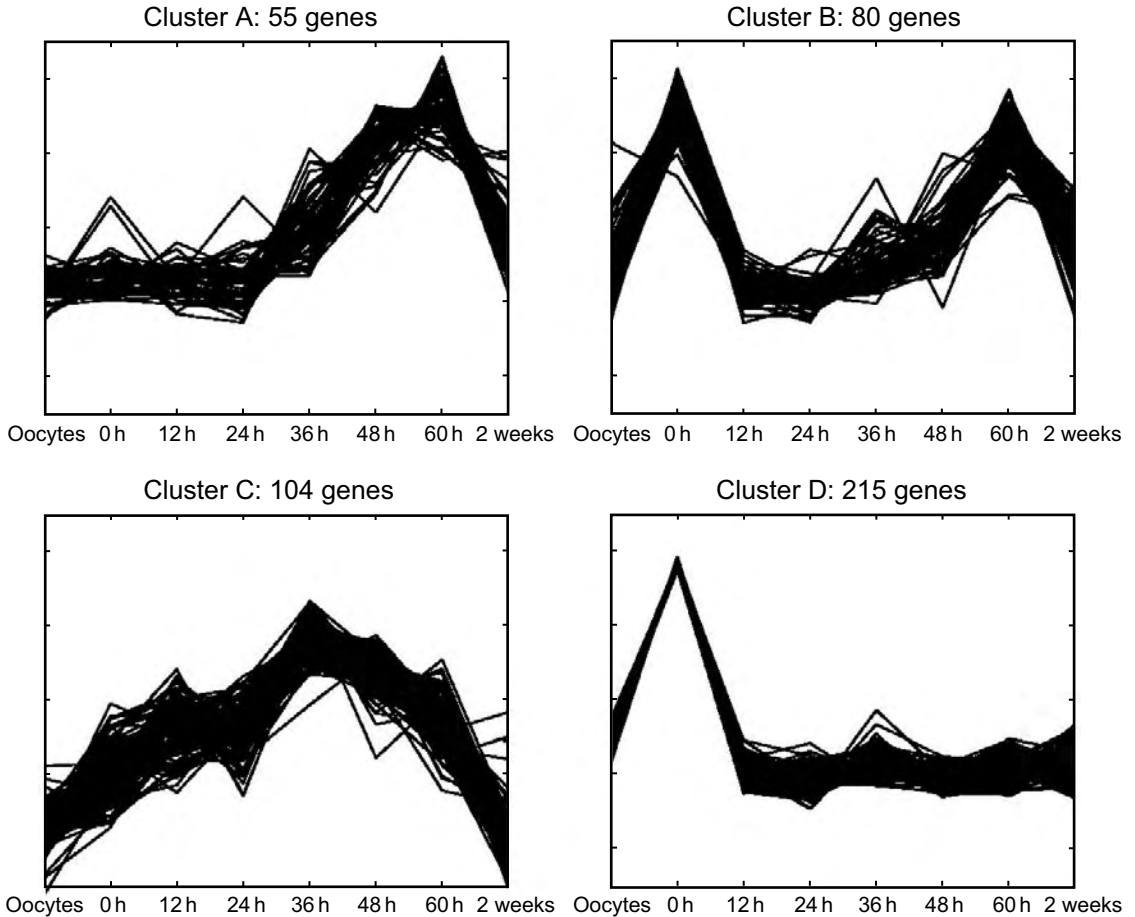 Cluster A: 55 genes
Cluster B: 80 genes
Oocytes 0 h 12 h 24 h 36 h 48 h 60 h 2 weeks
Oocytes 0 h 12 h 24 h 36 h 48 h 60 h 2 weeks
Cluster C: 104 genes
Cluster D: 215 genes
Oocytes 0 h 12 h 24 h 36 h 48 h 60 h 2 weeks
Oocytes 0 h 12 h 24 h 36 h 48 h 60 h 2 weeks